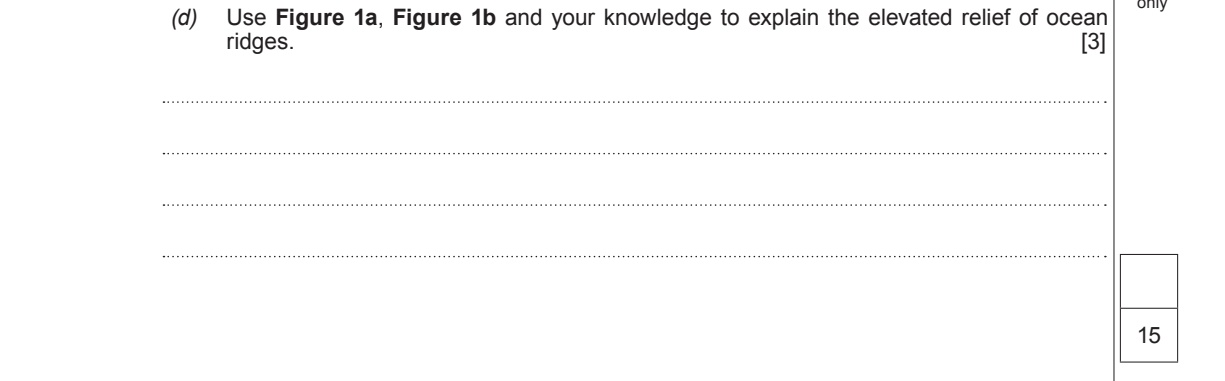 only
(d) Use Figure 1a, Figure 1b and your knowledge to explain the elevated relief of ocean
ridges. [3]
15